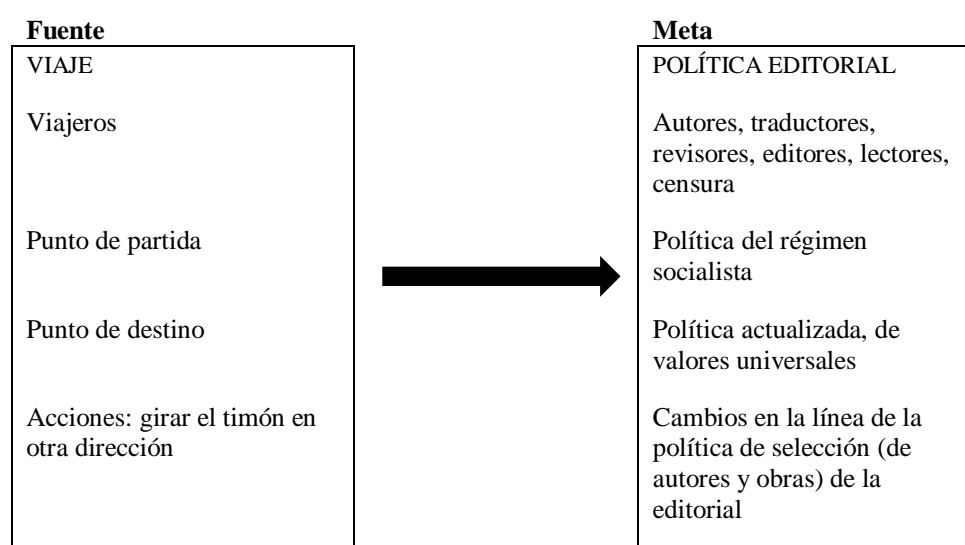 Fuente
VIAJE
Viajeros
Punto de partida
Punto de destino
Acciones: girar el timón en
otra dirección
Meta
POLÍTICA EDITORIAL
Autores, traductores,
revisores, editores, lectores,
censura
Política del régimen
socialista
Política actualizada, de
valores universales
Cambios en la línea de la
política de selección (de
autores y obras) de la
editorial